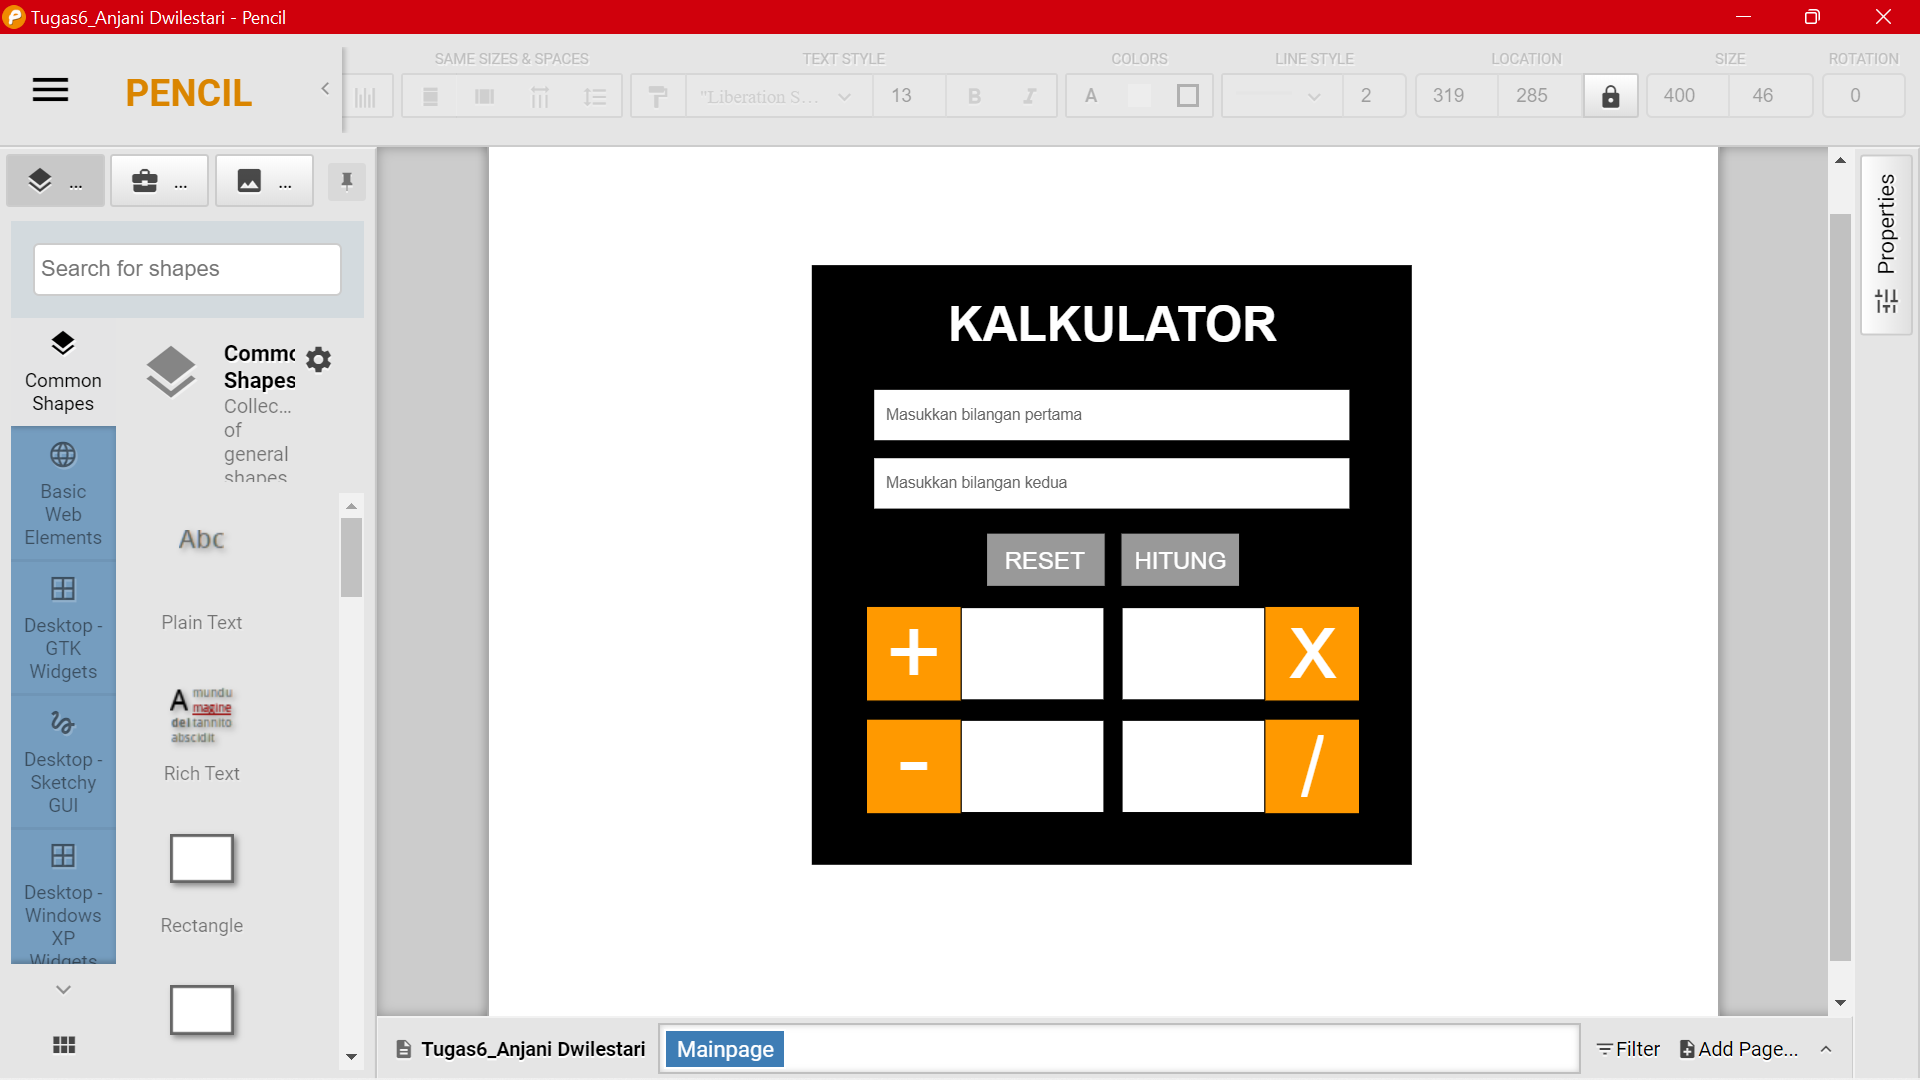 Tugas6_Anjani Dwilestari - Pencil
SAME SIZES & SPACES
TEXT STYLE
COLORS
LINE STYLE
LOCATION
SIZE
ROTATION
PENCIL
"Liberation S...
13
B
I
A
2
319
285
400
46
0
...
...
...
Search for shapes
Common
Shapes
Shapes
Collec...
of
general
shapes
Basic
Web
Elements
Desktop -
GTK
Widgets
Desktop -
Sketchy
GUI
Desktop -
Windows
XP
Widgets
Abc
Plain Text
A mundu
magine
del tannito
abscidit
Rich Text
Rectangle
KALKULATOR
Masukkan bilangan pertama
Masukkan bilangan kedua
RESET
HITUNG
+
X
-
/
Properties
Tugas6_Anjani Dwilestari
Mainpage
Filter
Add Page...